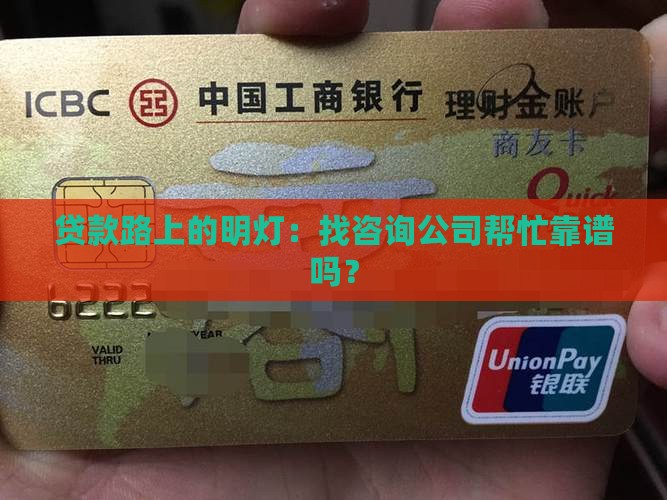 ICBC 中国工商银行 理财金账户
商友卡
Quick
贷款路上的明灯：找咨询公司帮忙靠谱
吗？
6222
VALID
THRU
YEAR
UnionPay
银联